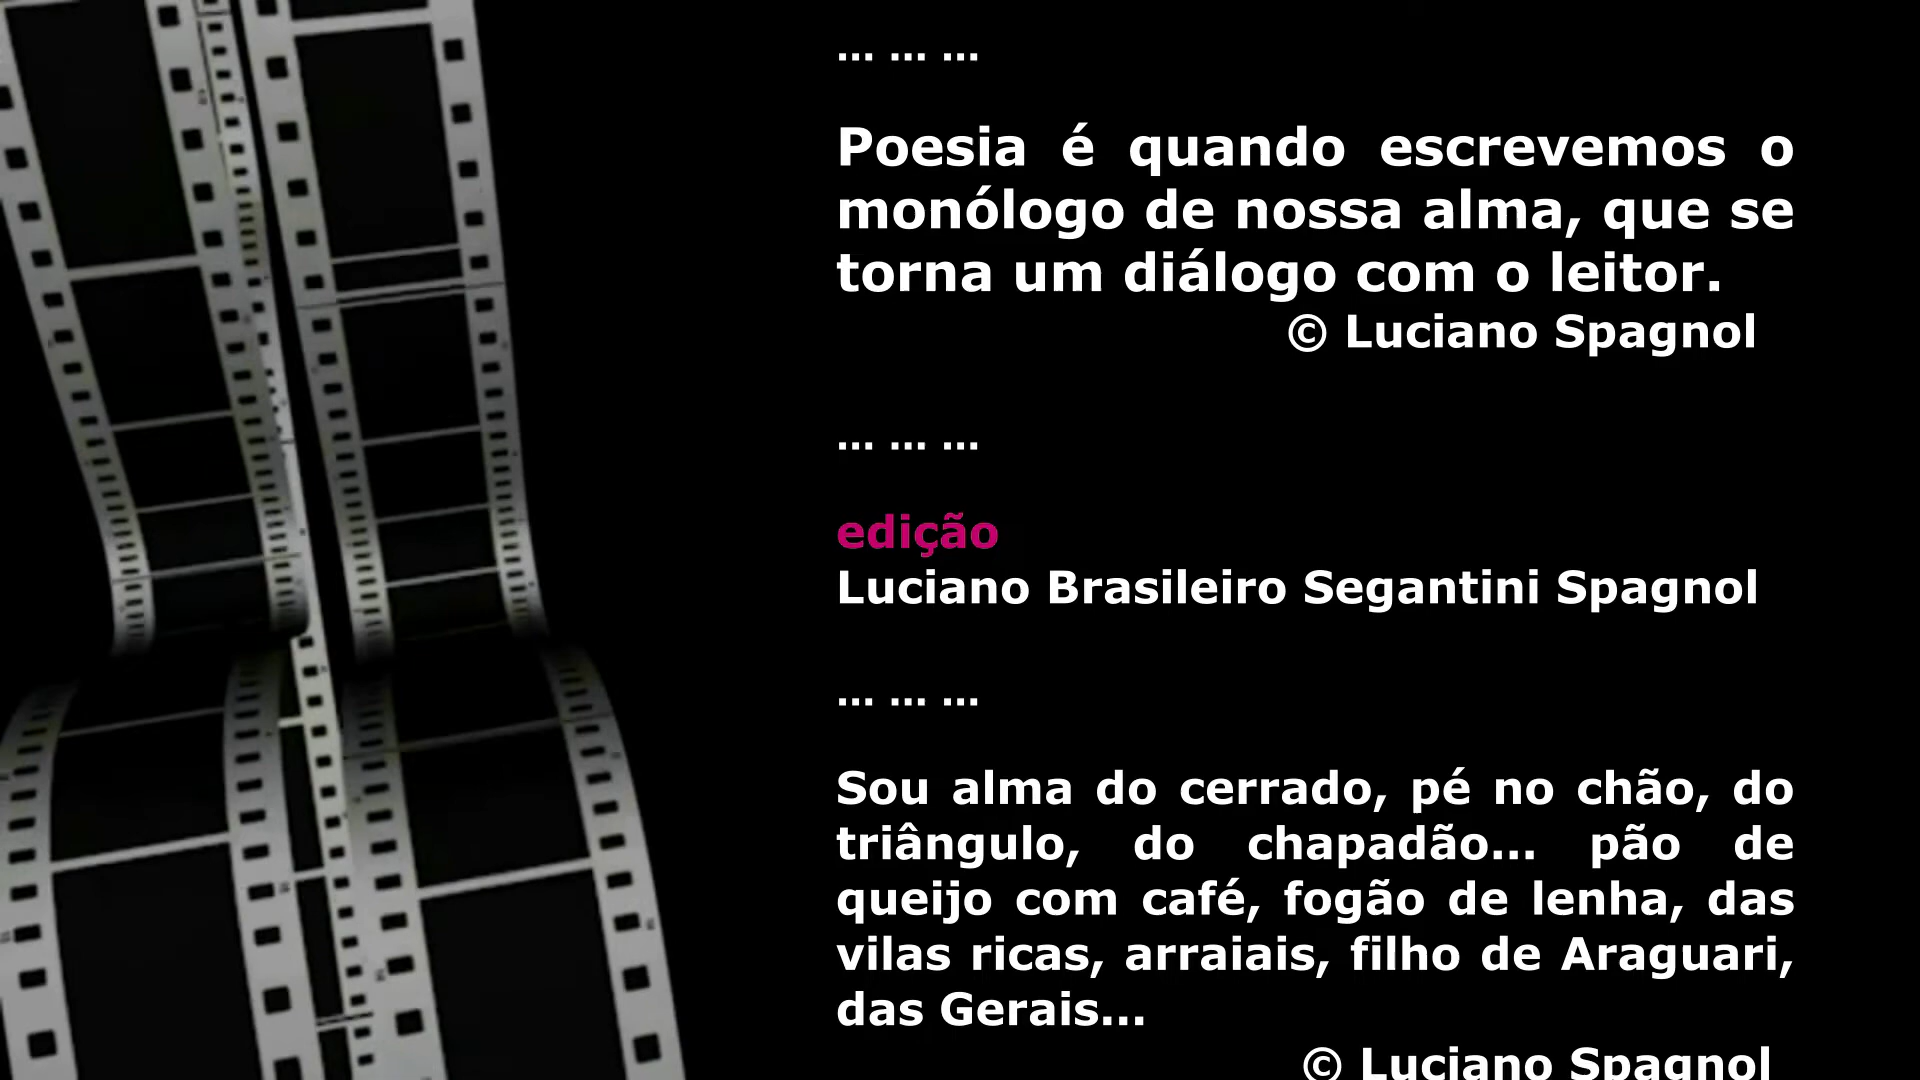 ... ... ...
Poesia é quando escrevemos o
monólogo de nossa alma, que se
torna um diálogo com o leitor.
© Luciano Spagnol
... ... ...
edição
Luciano Brasileiro Segantini Spagnol
... ... ...
Sou alma do cerrado, pé no chão, do
triângulo, do chapadão... pão de
queijo com café, fogão de lenha, das
vilas ricas, arraiais, filho de Araguari,
das Gerais...
© Luciano Spagnol